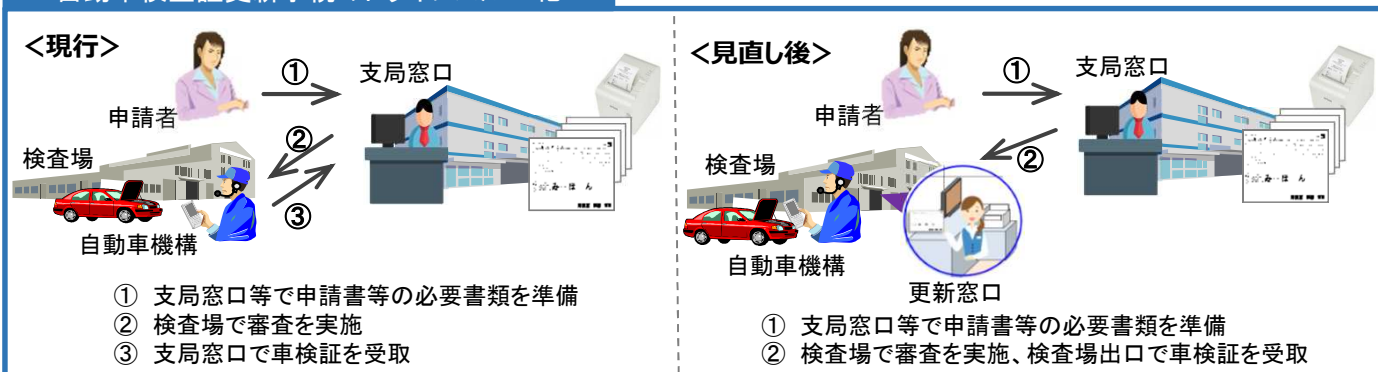 <現行>
①
支局窓口
申請者
②
検査場
③
自動車機構
① 支局窓口等で申請書等の必要書類を準備
② 検査場で審査を実施
③ 支局窓口で車検証を受取
<見直し後>
①
支局窓口
申請者
②
検査場
自動車機構
更新窓口
① 支局窓口等で申請書等の必要書類を準備
② 検査場で審査を実施、検査場出口で車検証を受取